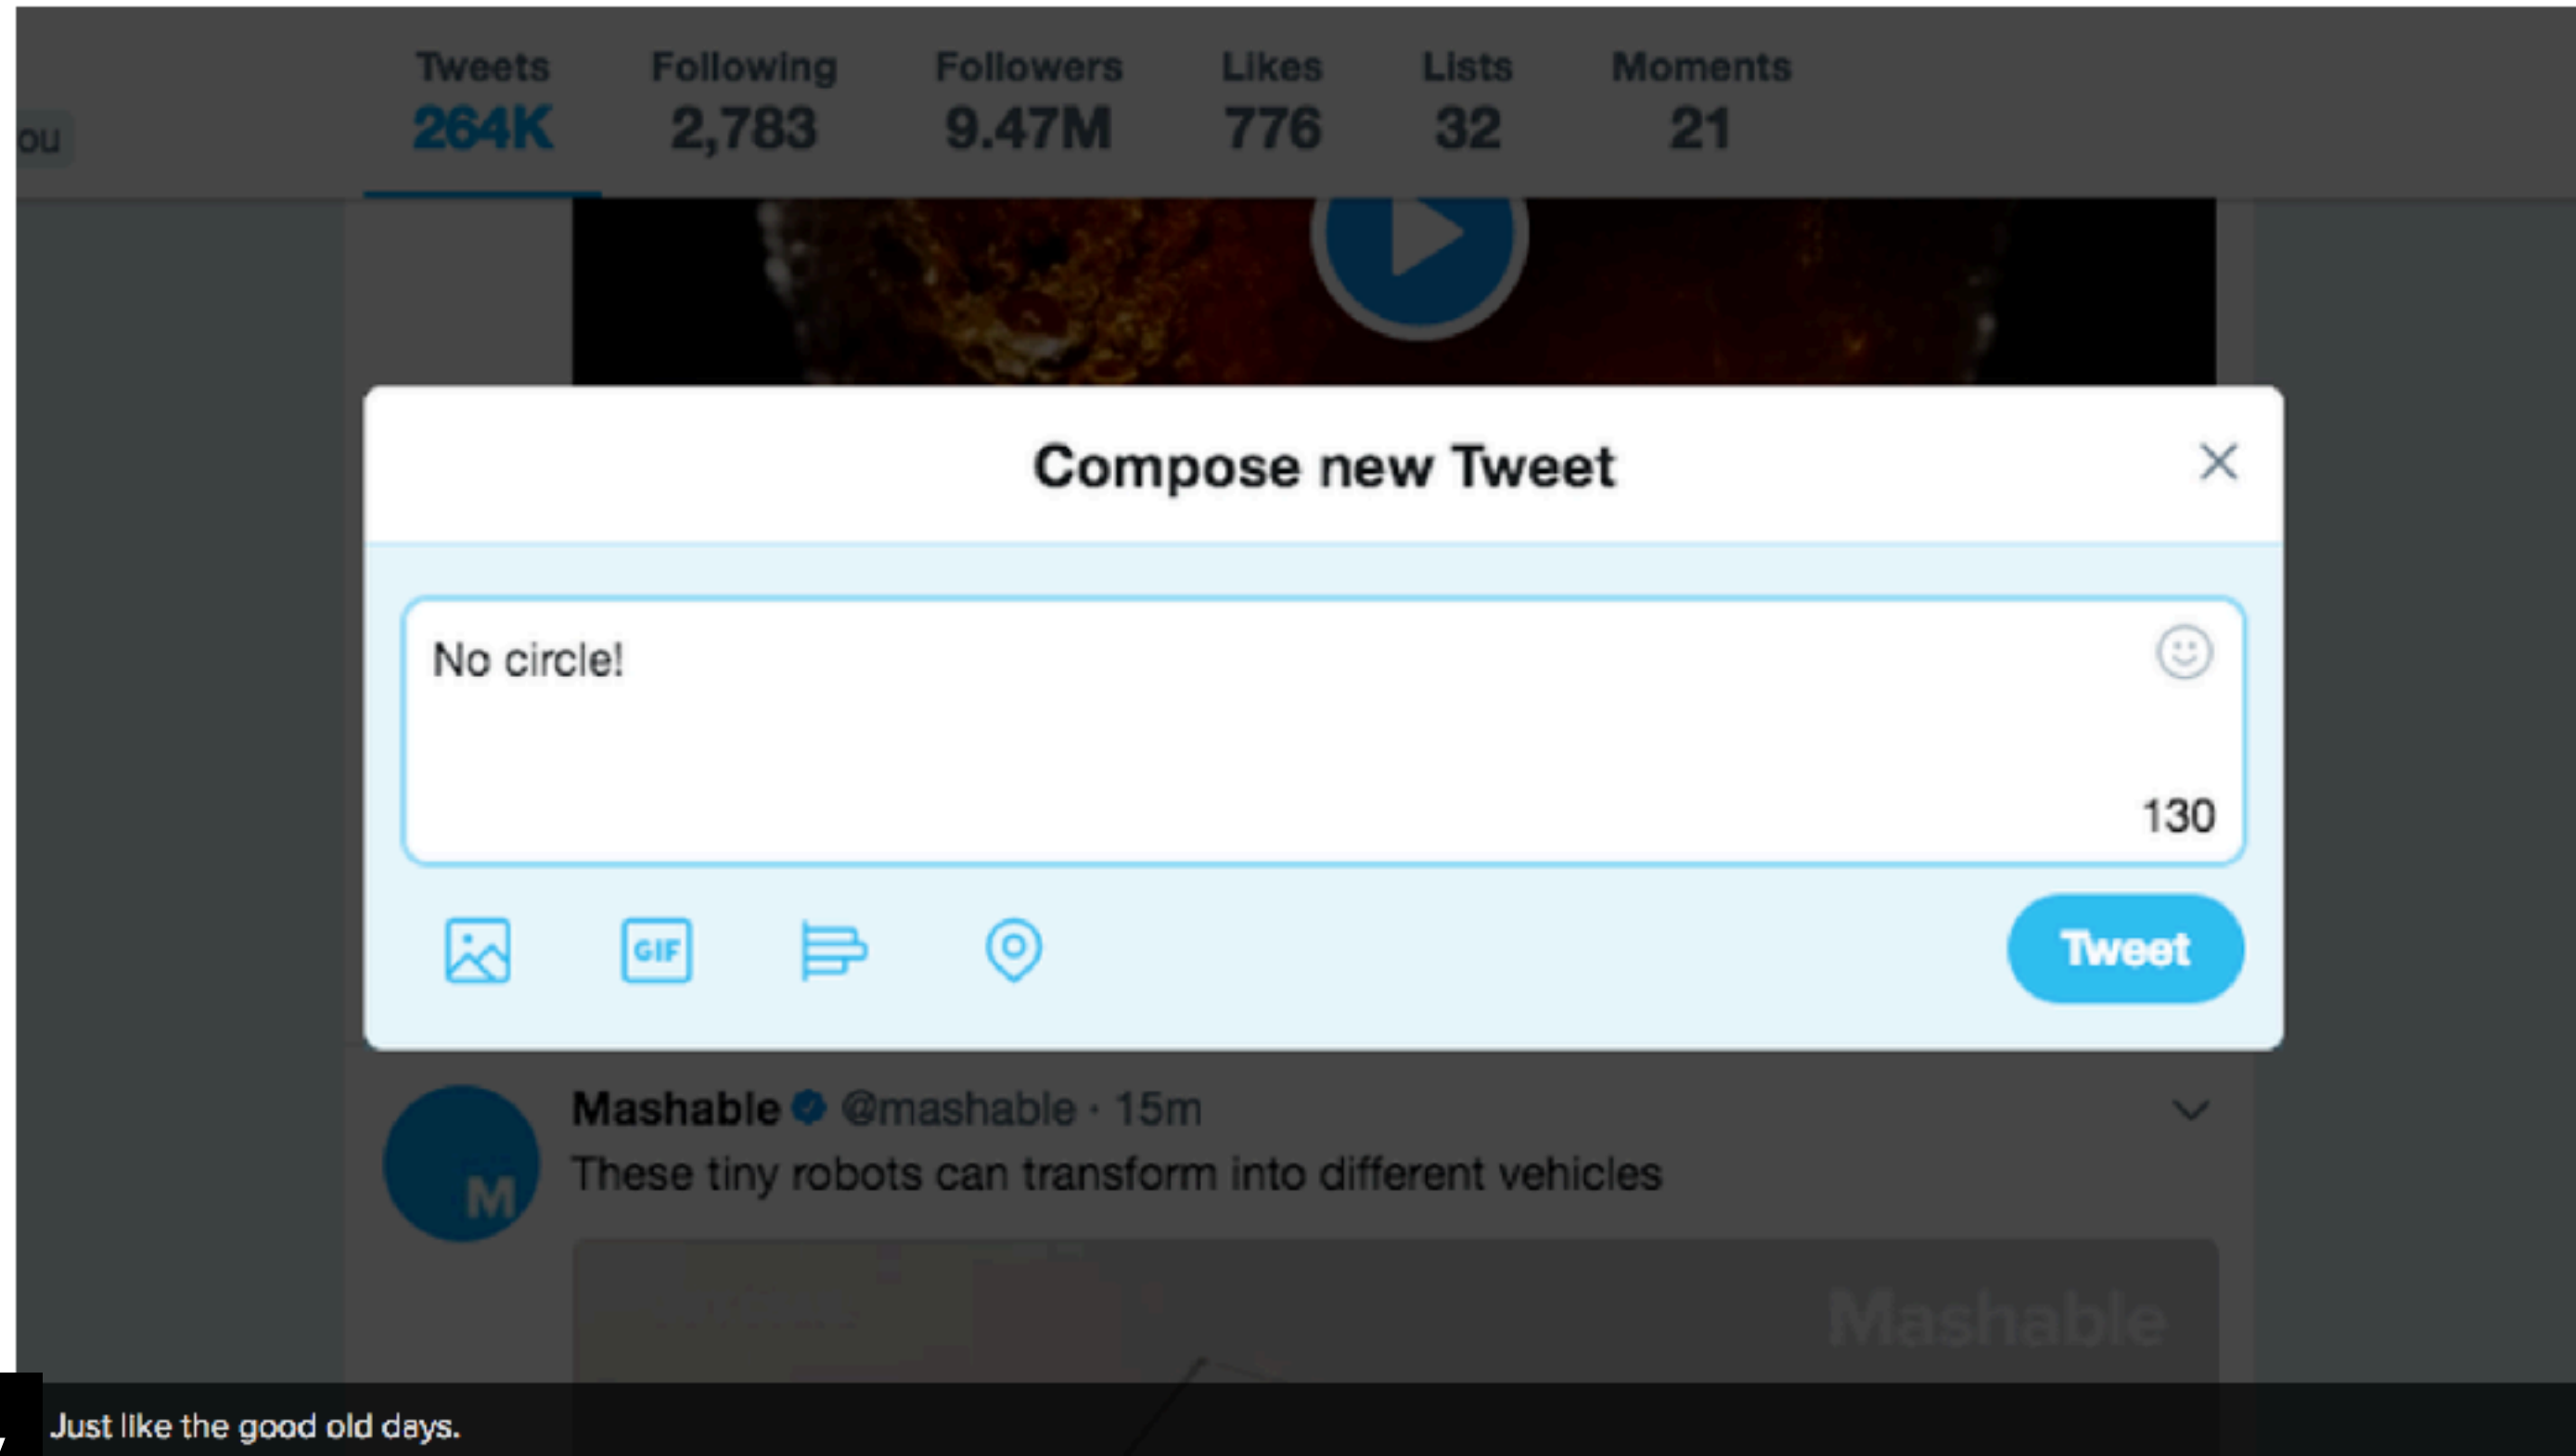 Tweets Following Followers Likes Lists Moments
264K 2,783 9.47M 776 32 21
ou
Compose new Tweet
No circle!
130
GIF
Tweet
Mashable @mashable · 15m
These tiny robots can transform into different vehicles
M
Mashable
Just like the good old days.